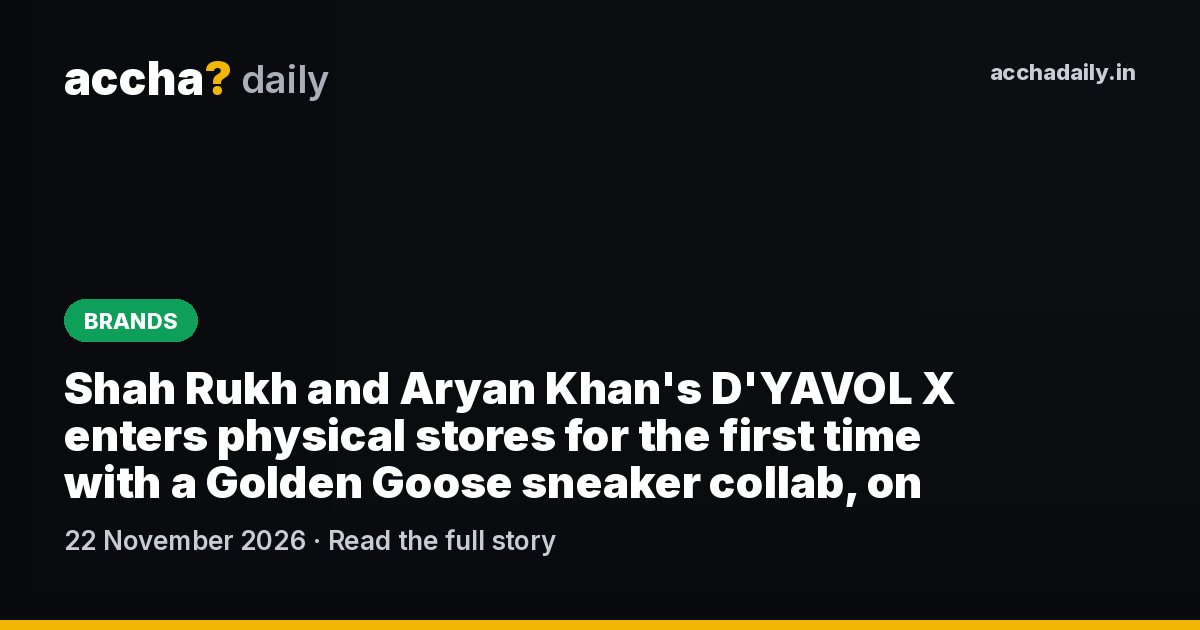 accha? daily
acchadaily.in
BRANDS
Shah Rukh and Aryan Khan's D'YAVOL X
enters physical stores for the first time
with a Golden Goose sneaker collab, on
22 November 2026 · Read the full story